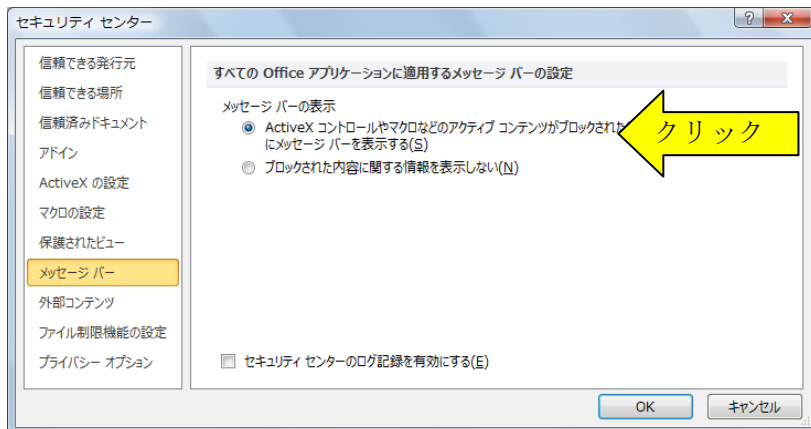 セキュリティ センター
信頼できる発行元
信頼できる場所
信頼済みドキュメント
アドイン
ActiveX の設定
マクロの設定
保護されたビュー
メッセージ バー
外部コンテンツ
ファイル制限機能の設定
プライバシー オプション
すべての Office アプリケーションに適用するメッセージ バーの設定
メッセージ バーの表示
ActiveX コントロールやマクロなどのアクティブ コンテンツがブロックされた
にメッセージ バーを表示する(S)
クリック
ブロックされた内容に関する情報を表示しない(N)
セキュリティ センターのログ記録を有効にする(E)
OK
キャンセル